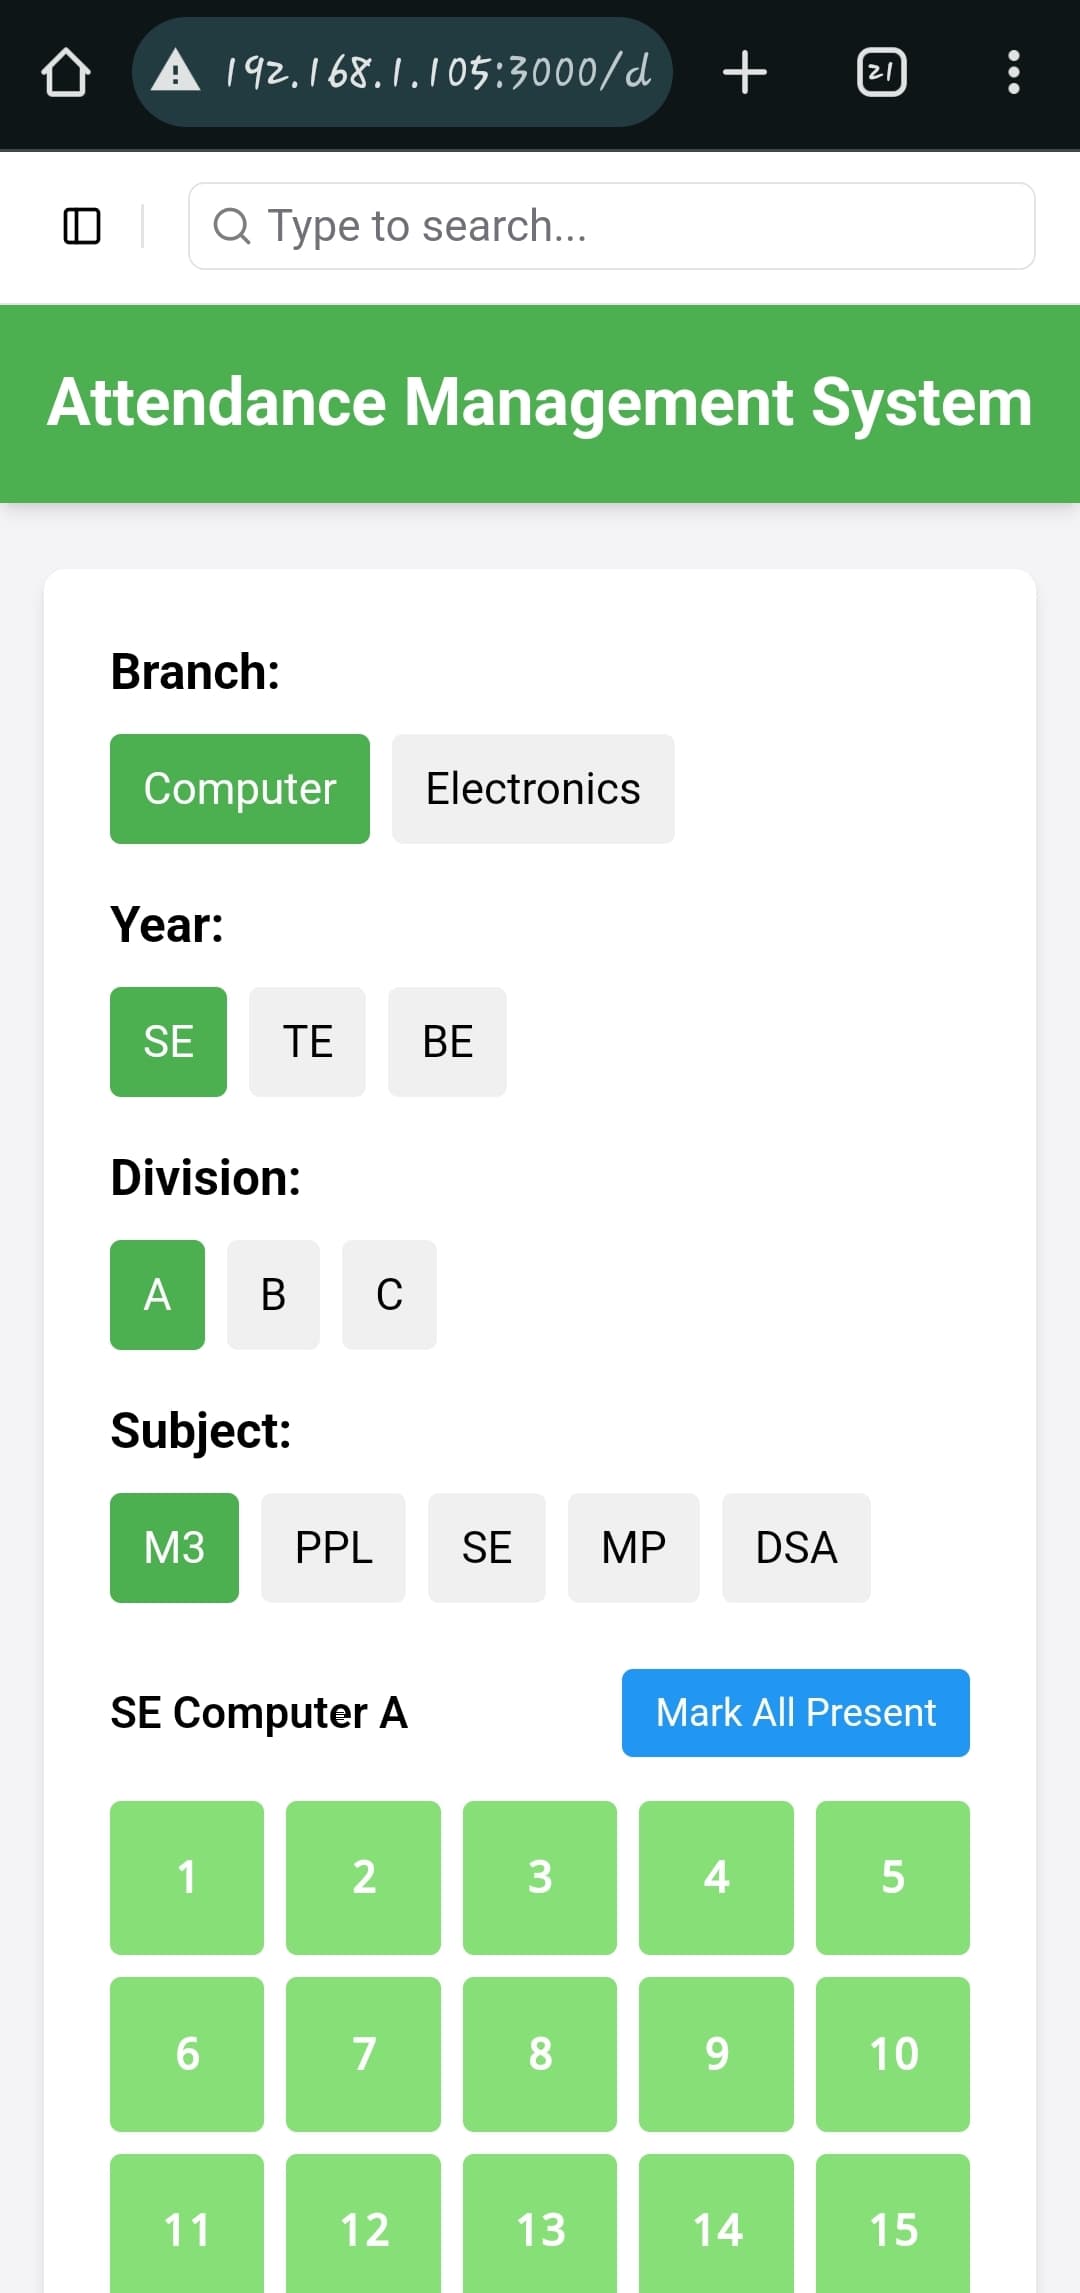 192.168.1.105:3000/d
21
Type to search...
Attendance Management System
Branch:
Computer Electronics
Year:
SE TE BE
Division:
A B C
Subject:
M3 PPL SE MP DSA
SE Computer A Mark All Present
1 2 3 4 5
6 7 8 9 10
11 12 13 14 15